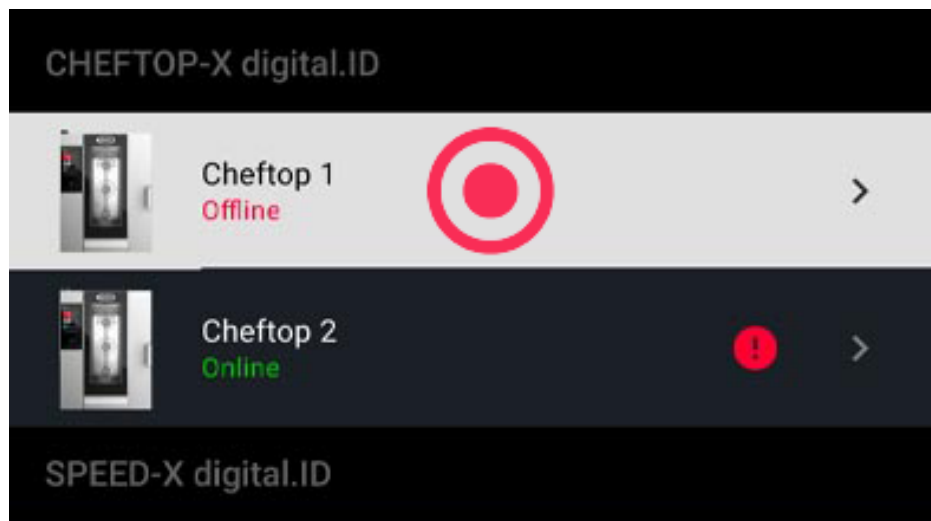 CHEFTOP-X digital.ID
Cheftop 1
Offline
Cheftop 2
Online
SPEED-X digital.ID